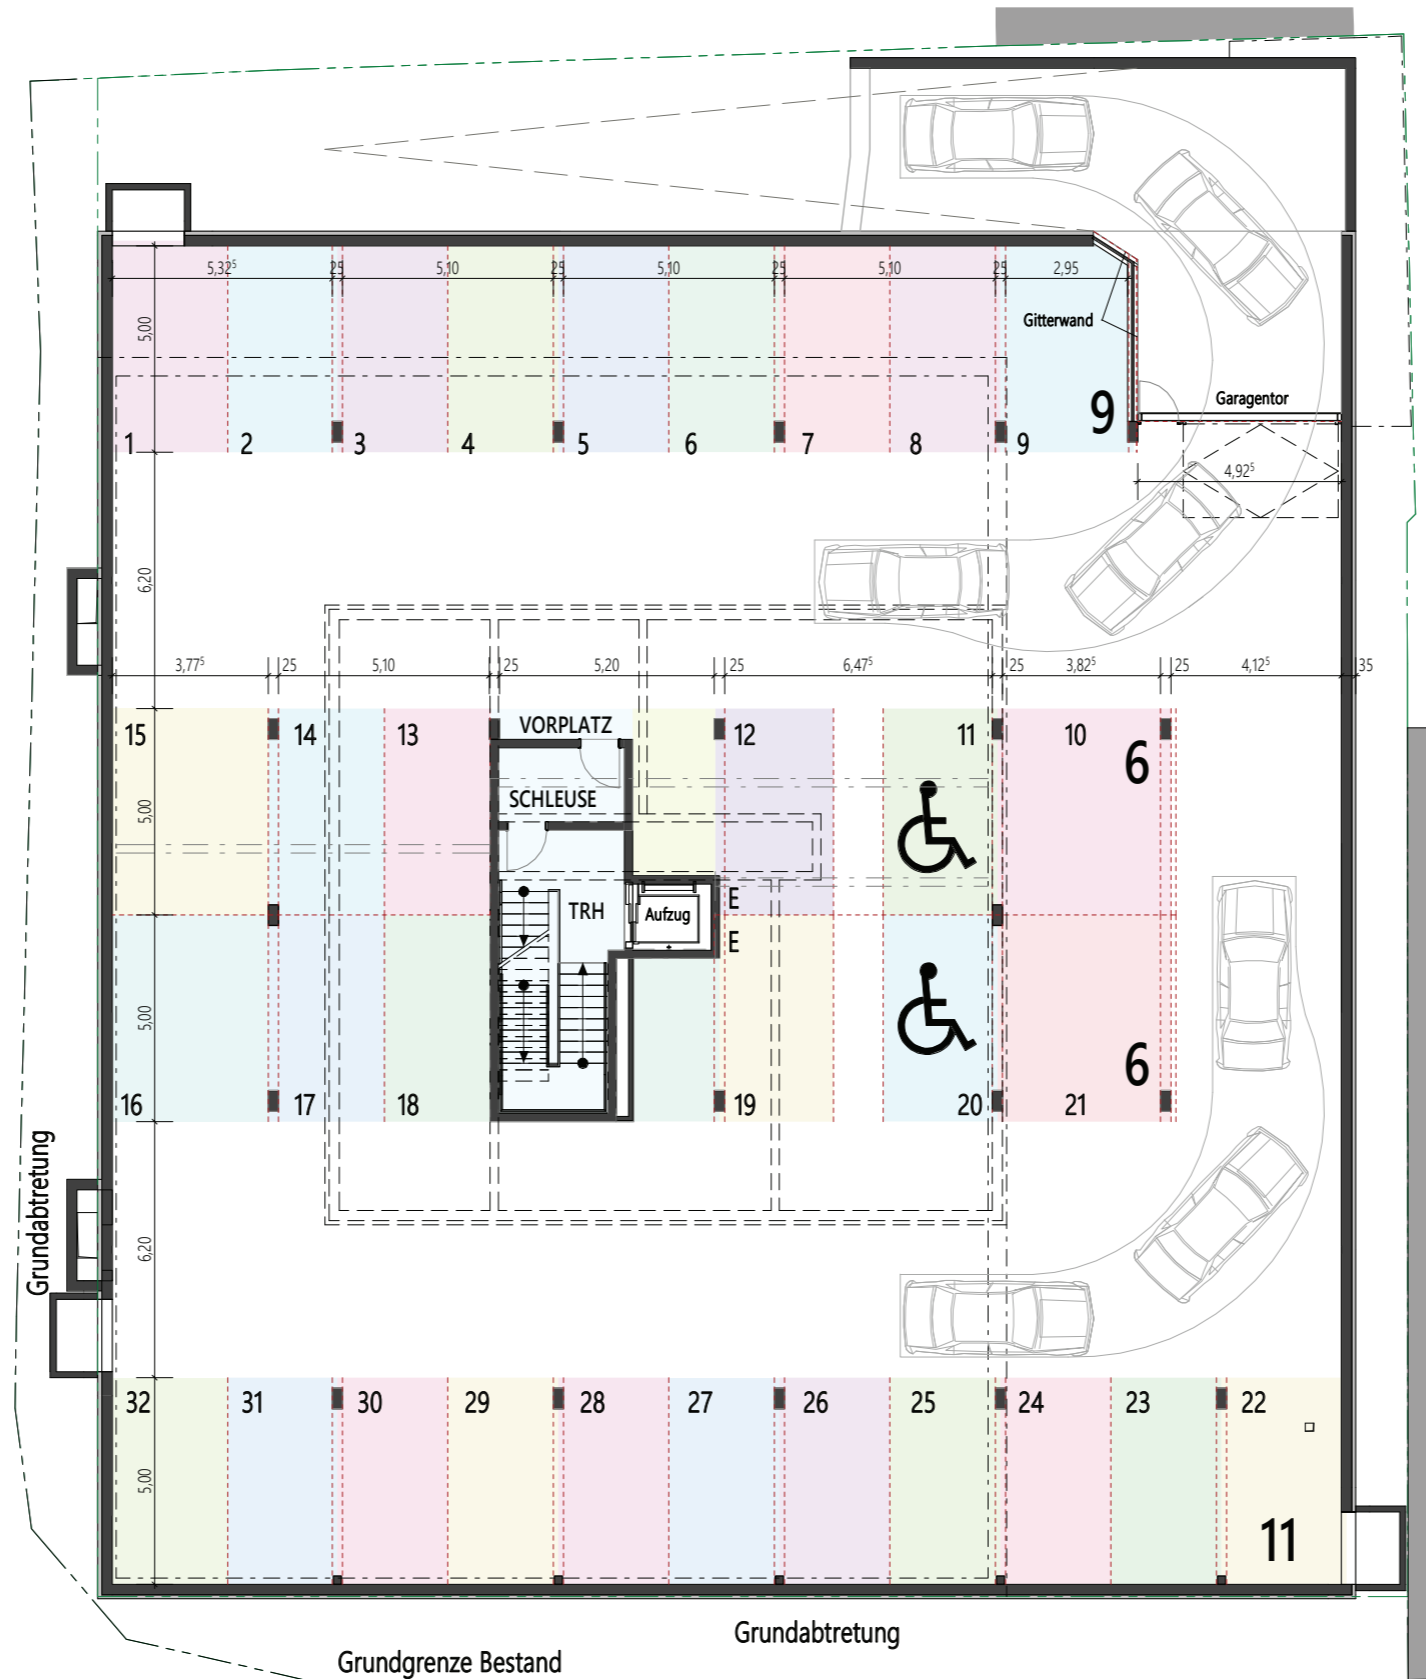 5,32⁵ 25 5,10 25 5,10 25 5,10 25 2,95
5,00
Gitterwand
Garagentor
9
1 2 3 4 5 6 7 8 9
4,92⁵
6,20
3,77⁵ 25 5,10 25 5,20 25 6,47⁵ 25 3,82⁵ 25 4,12⁵ 35
15 14 13 VORPLATZ 12 11 10
6
SCHLEUSE
5,00
E
TRH Aufzug
E
5,00
6
16 17 18 19 20 21
Grundabtretung
6,20
32 31 30 29 28 27 26 25 24 23 22
5,00
11
Grundabtretung
Grundgrenze Bestand